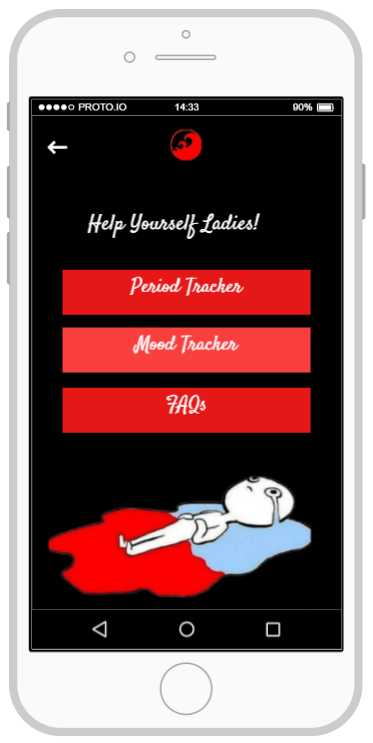 ●●●●○ PROTO.IO 14:33 90%
Help Yourself Ladies!
Period Tracker
Mood Tracker
FAQs